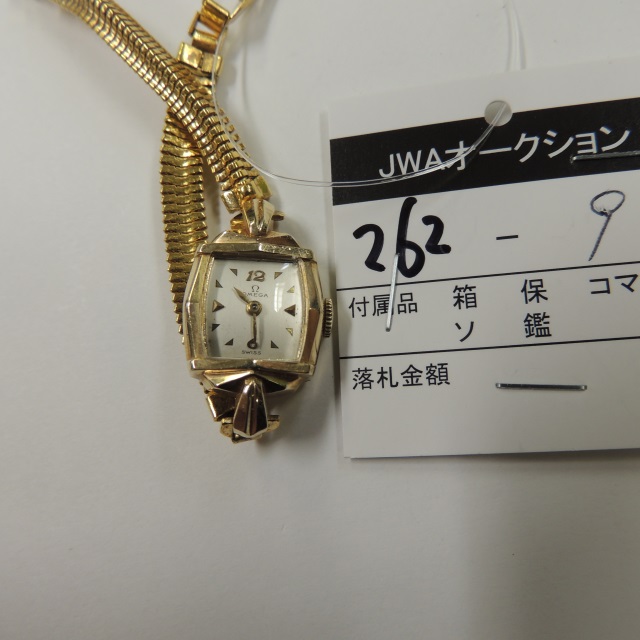 12
Ω
OMEGA
SWISS
JWAオークション
262 - 9
付属品 箱 保 コマ
ソ 鑑
落札金額